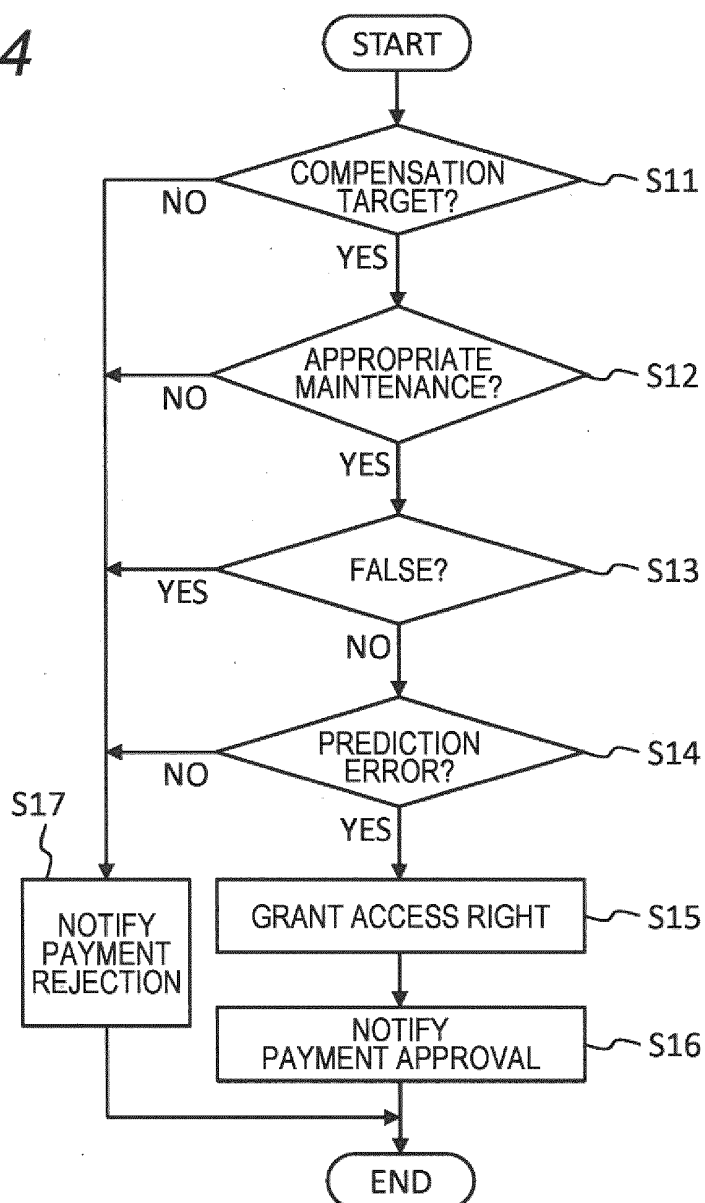 4
START
COMPENSATION
TARGET?
S11
NO
YES
APPROPRIATE
MAINTENANCE?
S12
NO
YES
FALSE?
S13
YES
NO
PREDICTION
ERROR?
S14
NO
YES
S17
NOTIFY
PAYMENT
REJECTION
GRANT ACCESS RIGHT
S15
NOTIFY
PAYMENT APPROVAL
S16
END